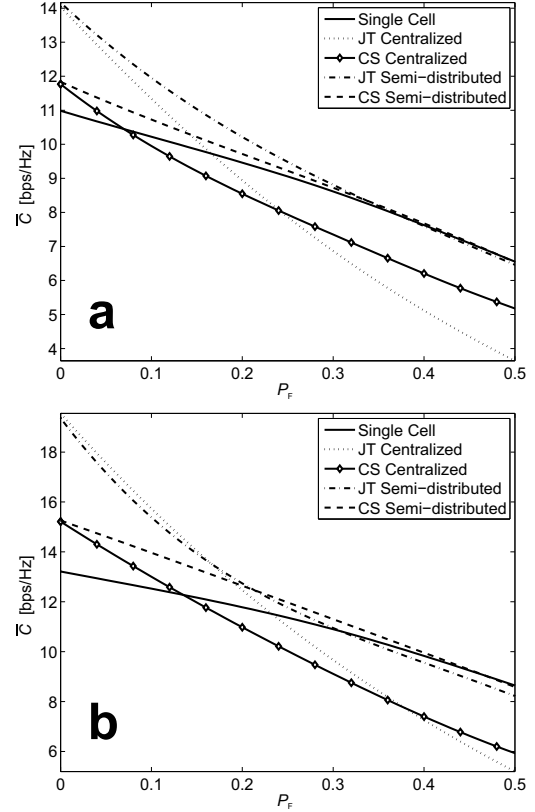 14
13
12
11
10
9
8
7
6
5
4
C̅ [bps/Hz]
Single Cell
JT Centralized
CS Centralized
JT Semi−distributed
CS Semi−distributed
a
0 0.1 0.2 0.3 0.4 0.5
P_F
18
16
14
12
10
8
6
C̅ [bps/Hz]
Single Cell
JT Centralized
CS Centralized
JT Semi−distributed
CS Semi−distributed
b
0 0.1 0.2 0.3 0.4 0.5
P_F